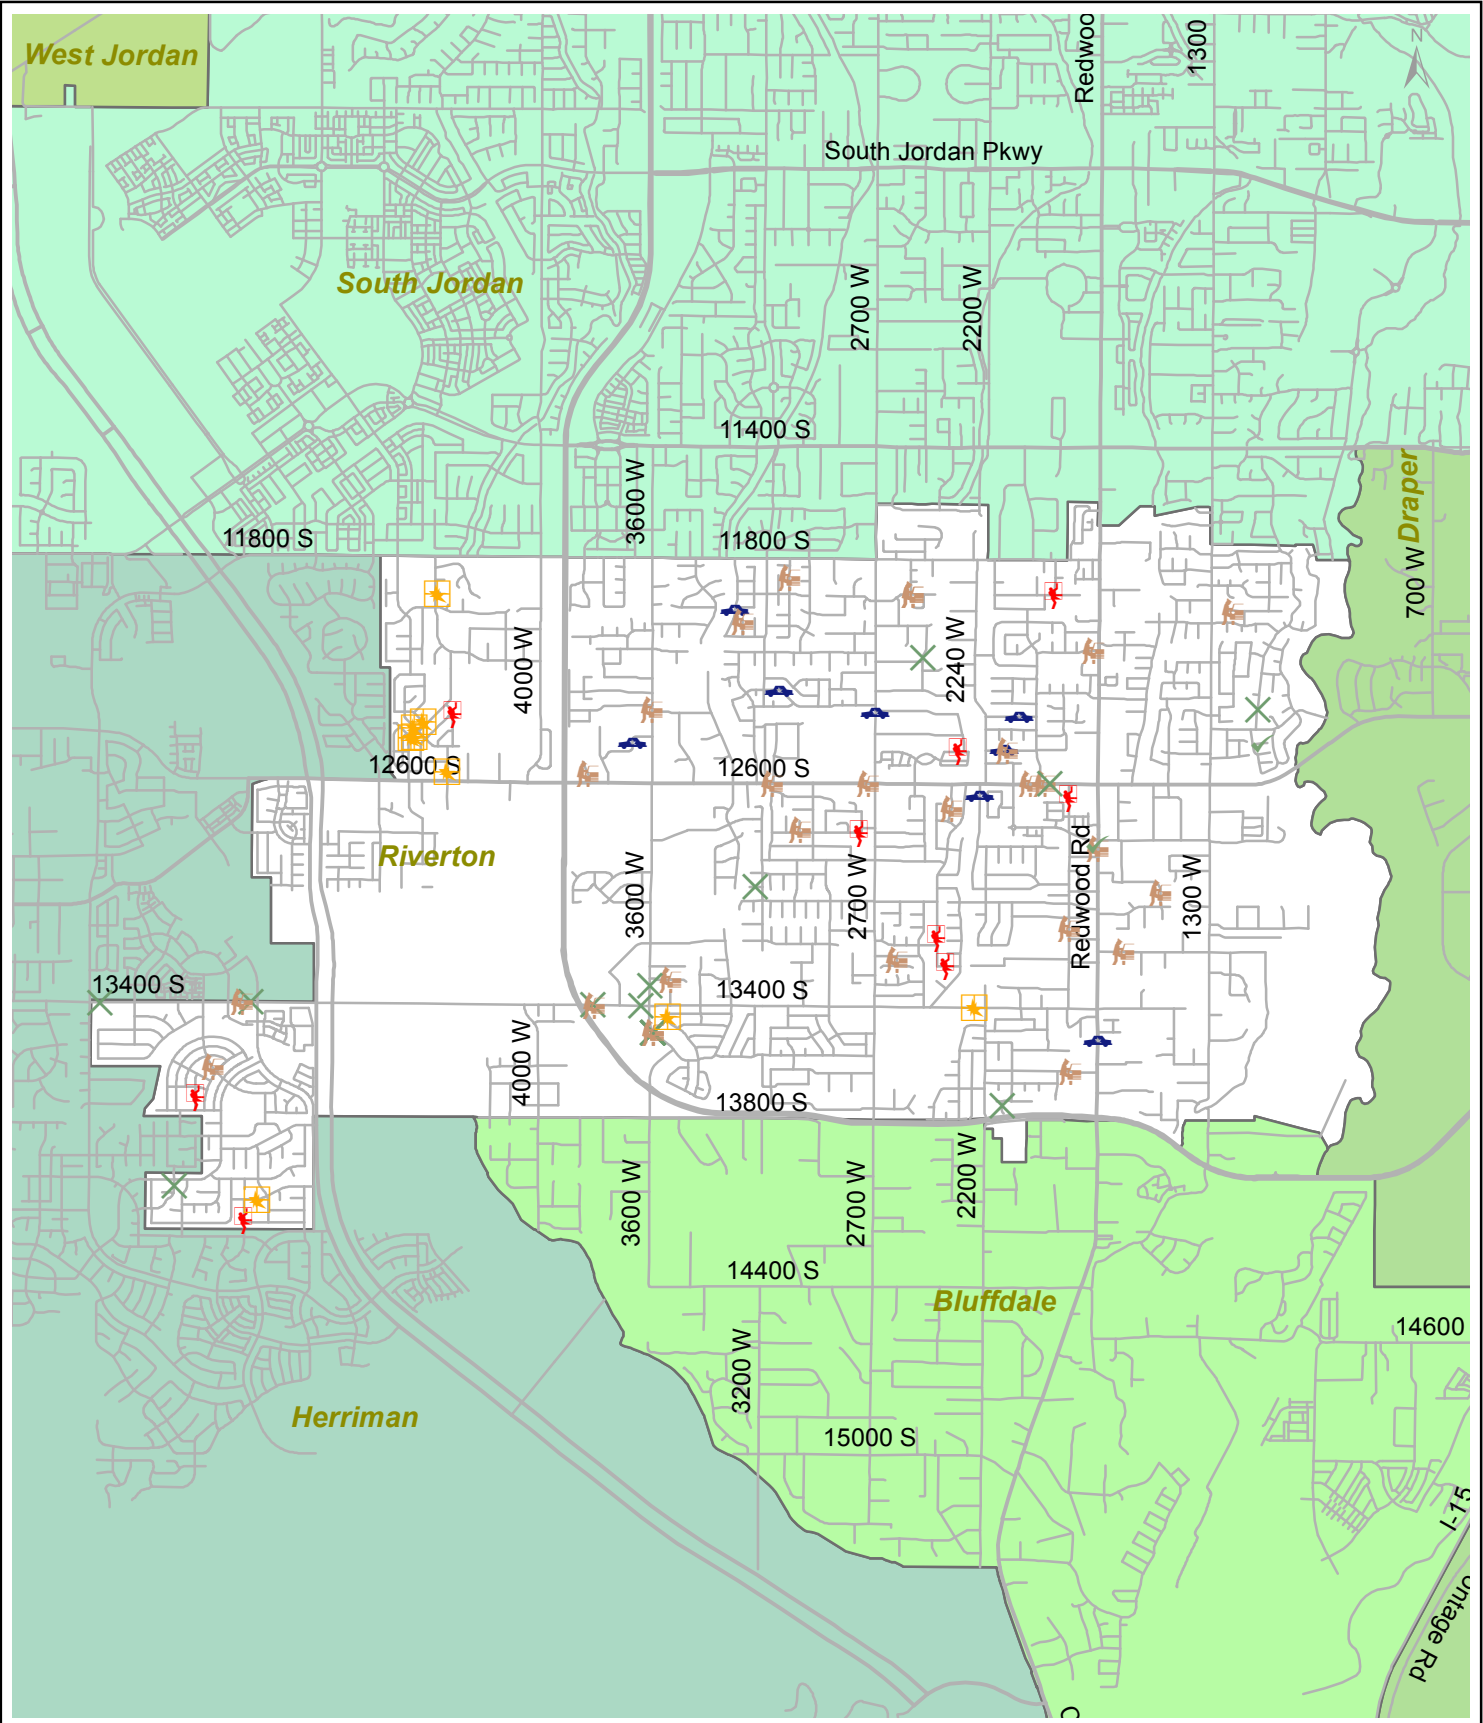 West Jordan
Redwoo
1300
N
South Jordan Pkwy
South Jordan
2700 W
2200 W
11400 S
3600 W
Draper
11800 S
11800 S
700 W
4000 W
2240 W
12600 S
12600 S
Riverton
3600 W
2700 W
Redwood Rd
1300 W
13400 S
13400 S
4000 W
13800 S
3600 W
2700 W
2200 W
14400 S
Bluffdale
14600
3200 W
Herriman
15000 S
I-15
ontage Rd